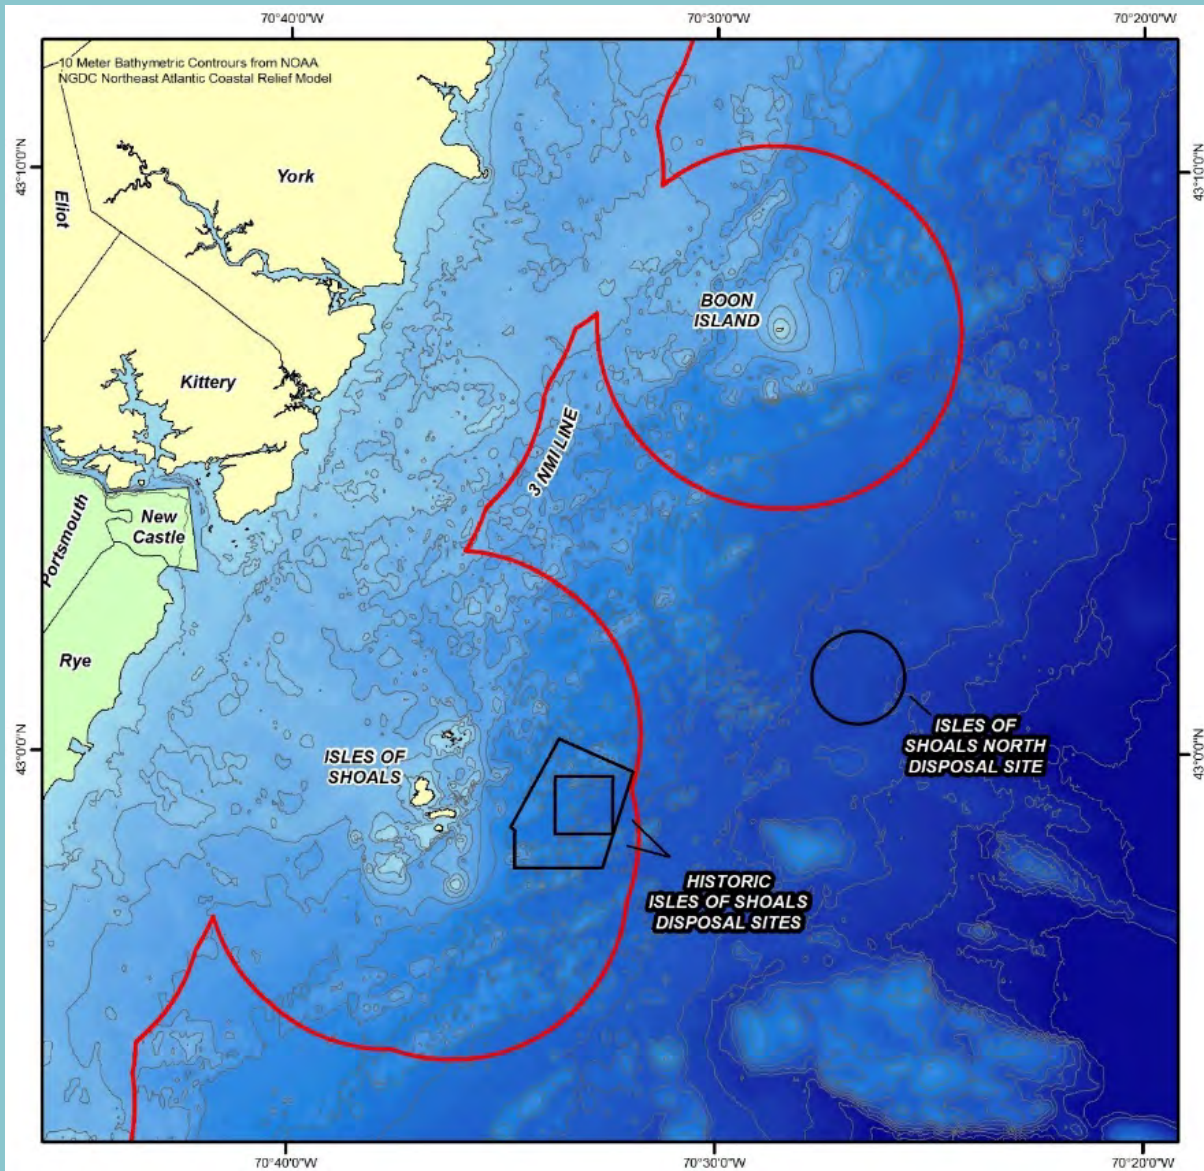 70°40'0"W
70°30'0"W
70°20'0"W
10 Meter Bathymetric Contours from NOAA
NGDC Northeast Atlantic Coastal Relief Model
43°10'0"N
43°10'0"N
York
Eliot
BOON
ISLAND
Kittery
3 NMI LINE
Portsmouth
New
Castle
Rye
ISLES OF
SHOALS
43°0'0"N
43°0'0"N
ISLES OF
SHOALS NORTH
DISPOSAL SITE
HISTORIC
ISLES OF SHOALS
DISPOSAL SITES
70°40'0"W
70°30'0"W
70°20'0"W